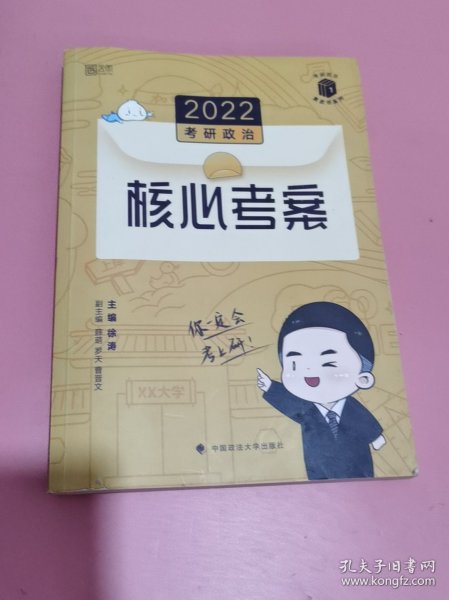 2022
考研政治
核心考案
主编 徐涛
副主编 薛萌 罗天 曹晋文
你一定会
考上研!
XX大学
中国政法大学出版社
孔夫子旧书网
www.kongfz.com